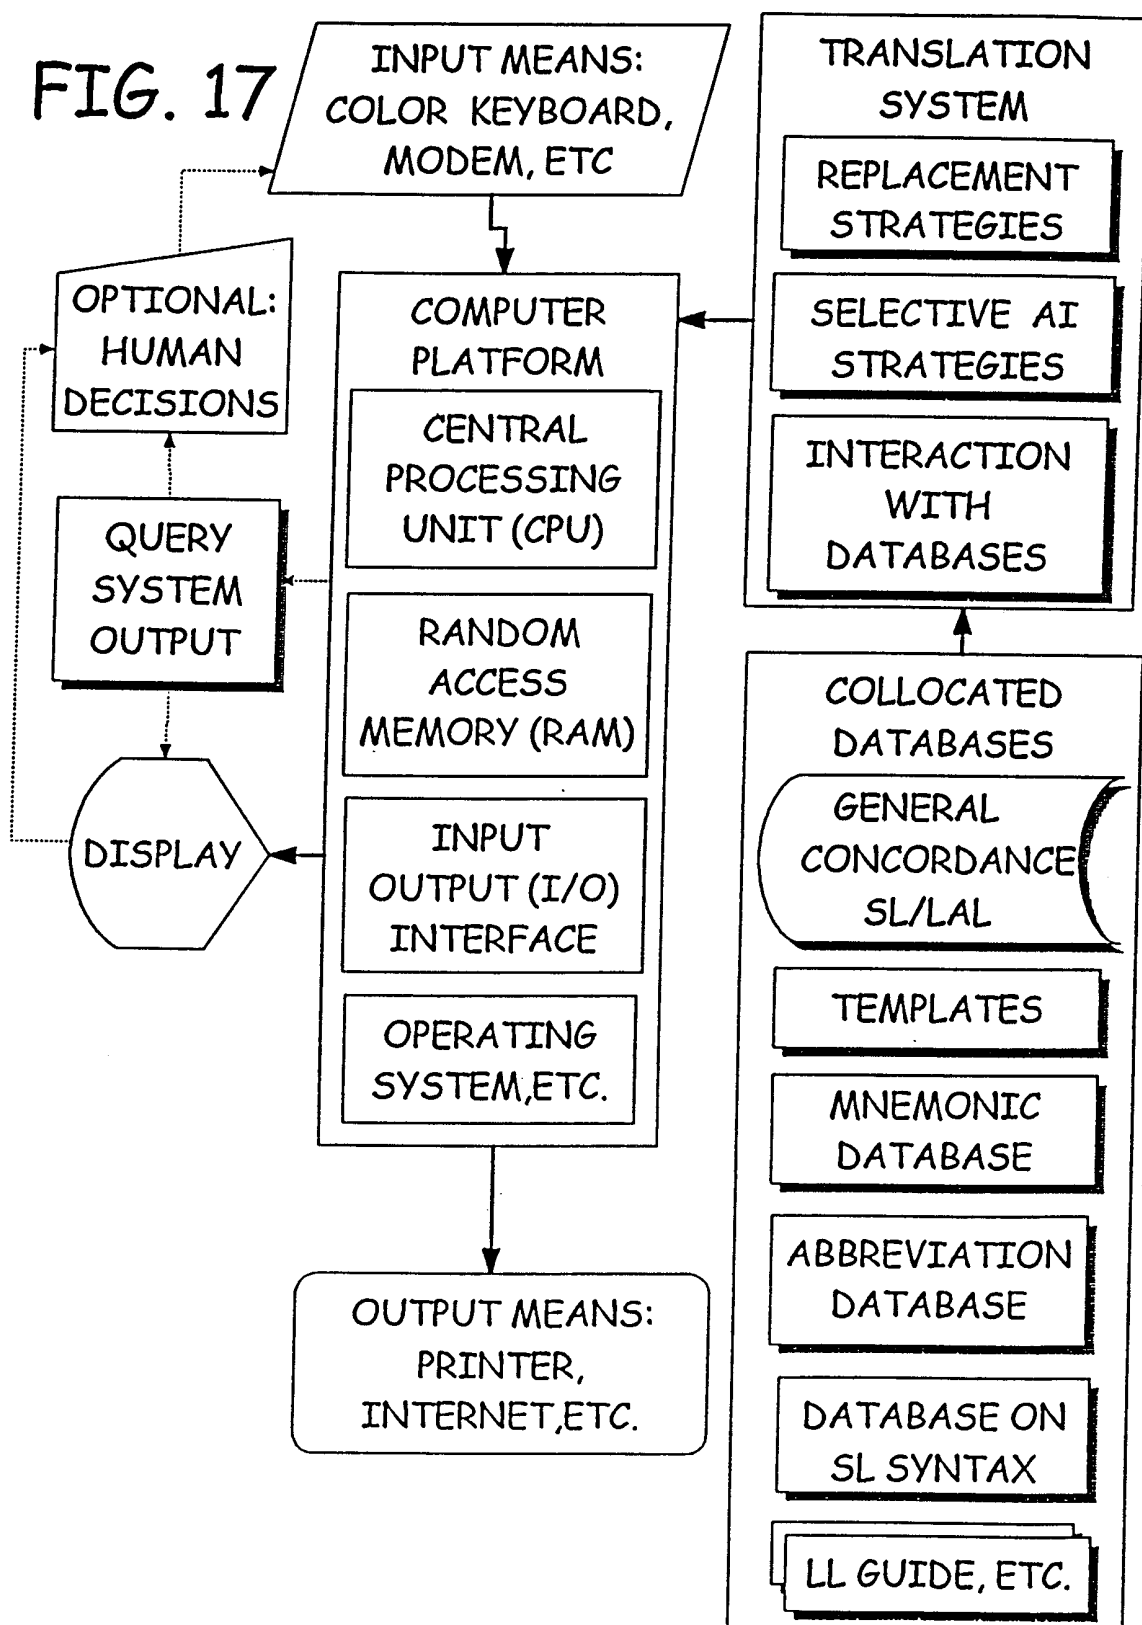 FIG. 17
INPUT MEANS:
COLOR KEYBOARD,
MODEM, ETC
OPTIONAL:
HUMAN
DECISIONS
QUERY
SYSTEM
OUTPUT
DISPLAY
COMPUTER
PLATFORM
CENTRAL
PROCESSING
UNIT (CPU)
RANDOM
ACCESS
MEMORY (RAM)
INPUT
OUTPUT (I/O)
INTERFACE
OPERATING
SYSTEM,ETC.
OUTPUT MEANS:
PRINTER,
INTERNET,ETC.
TRANSLATION
SYSTEM
REPLACEMENT
STRATEGIES
SELECTIVE AI
STRATEGIES
INTERACTION
WITH
DATABASES
COLLOCATED
DATABASES
GENERAL
CONCORDANCE
SL/LAL
TEMPLATES
MNEMONIC
DATABASE
ABBREVIATION
DATABASE
DATABASE ON
SL SYNTAX
LL GUIDE, ETC.